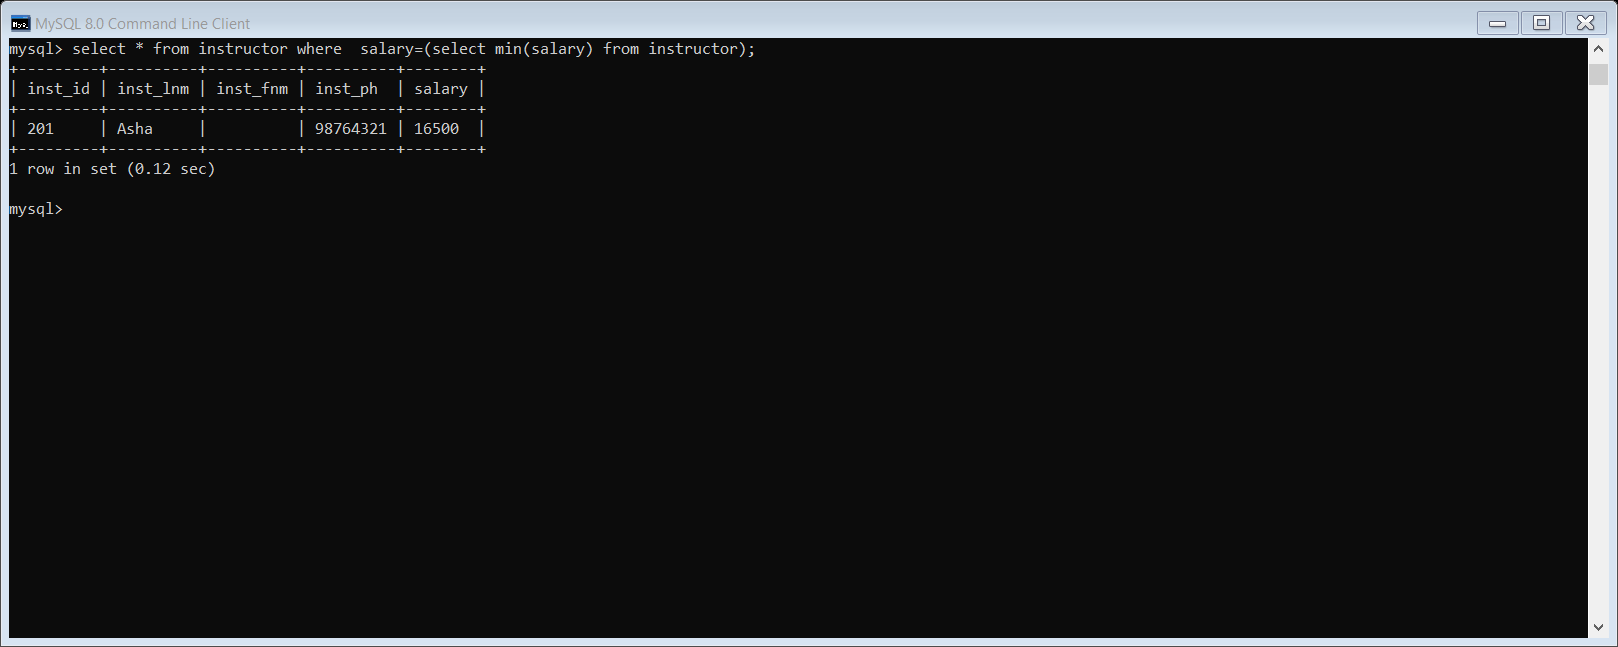 MySQL 8.0 Command Line Client
mysql> select * from instructor where  salary=(select min(salary) from instructor);
+---------+----------+----------+----------+--------+
| inst_id | inst_lnm | inst_fnm | inst_ph  | salary |
+---------+----------+----------+----------+--------+
| 201     | Asha     |          | 98764321 | 16500  |
+---------+----------+----------+----------+--------+
1 row in set (0.12 sec)
mysql>